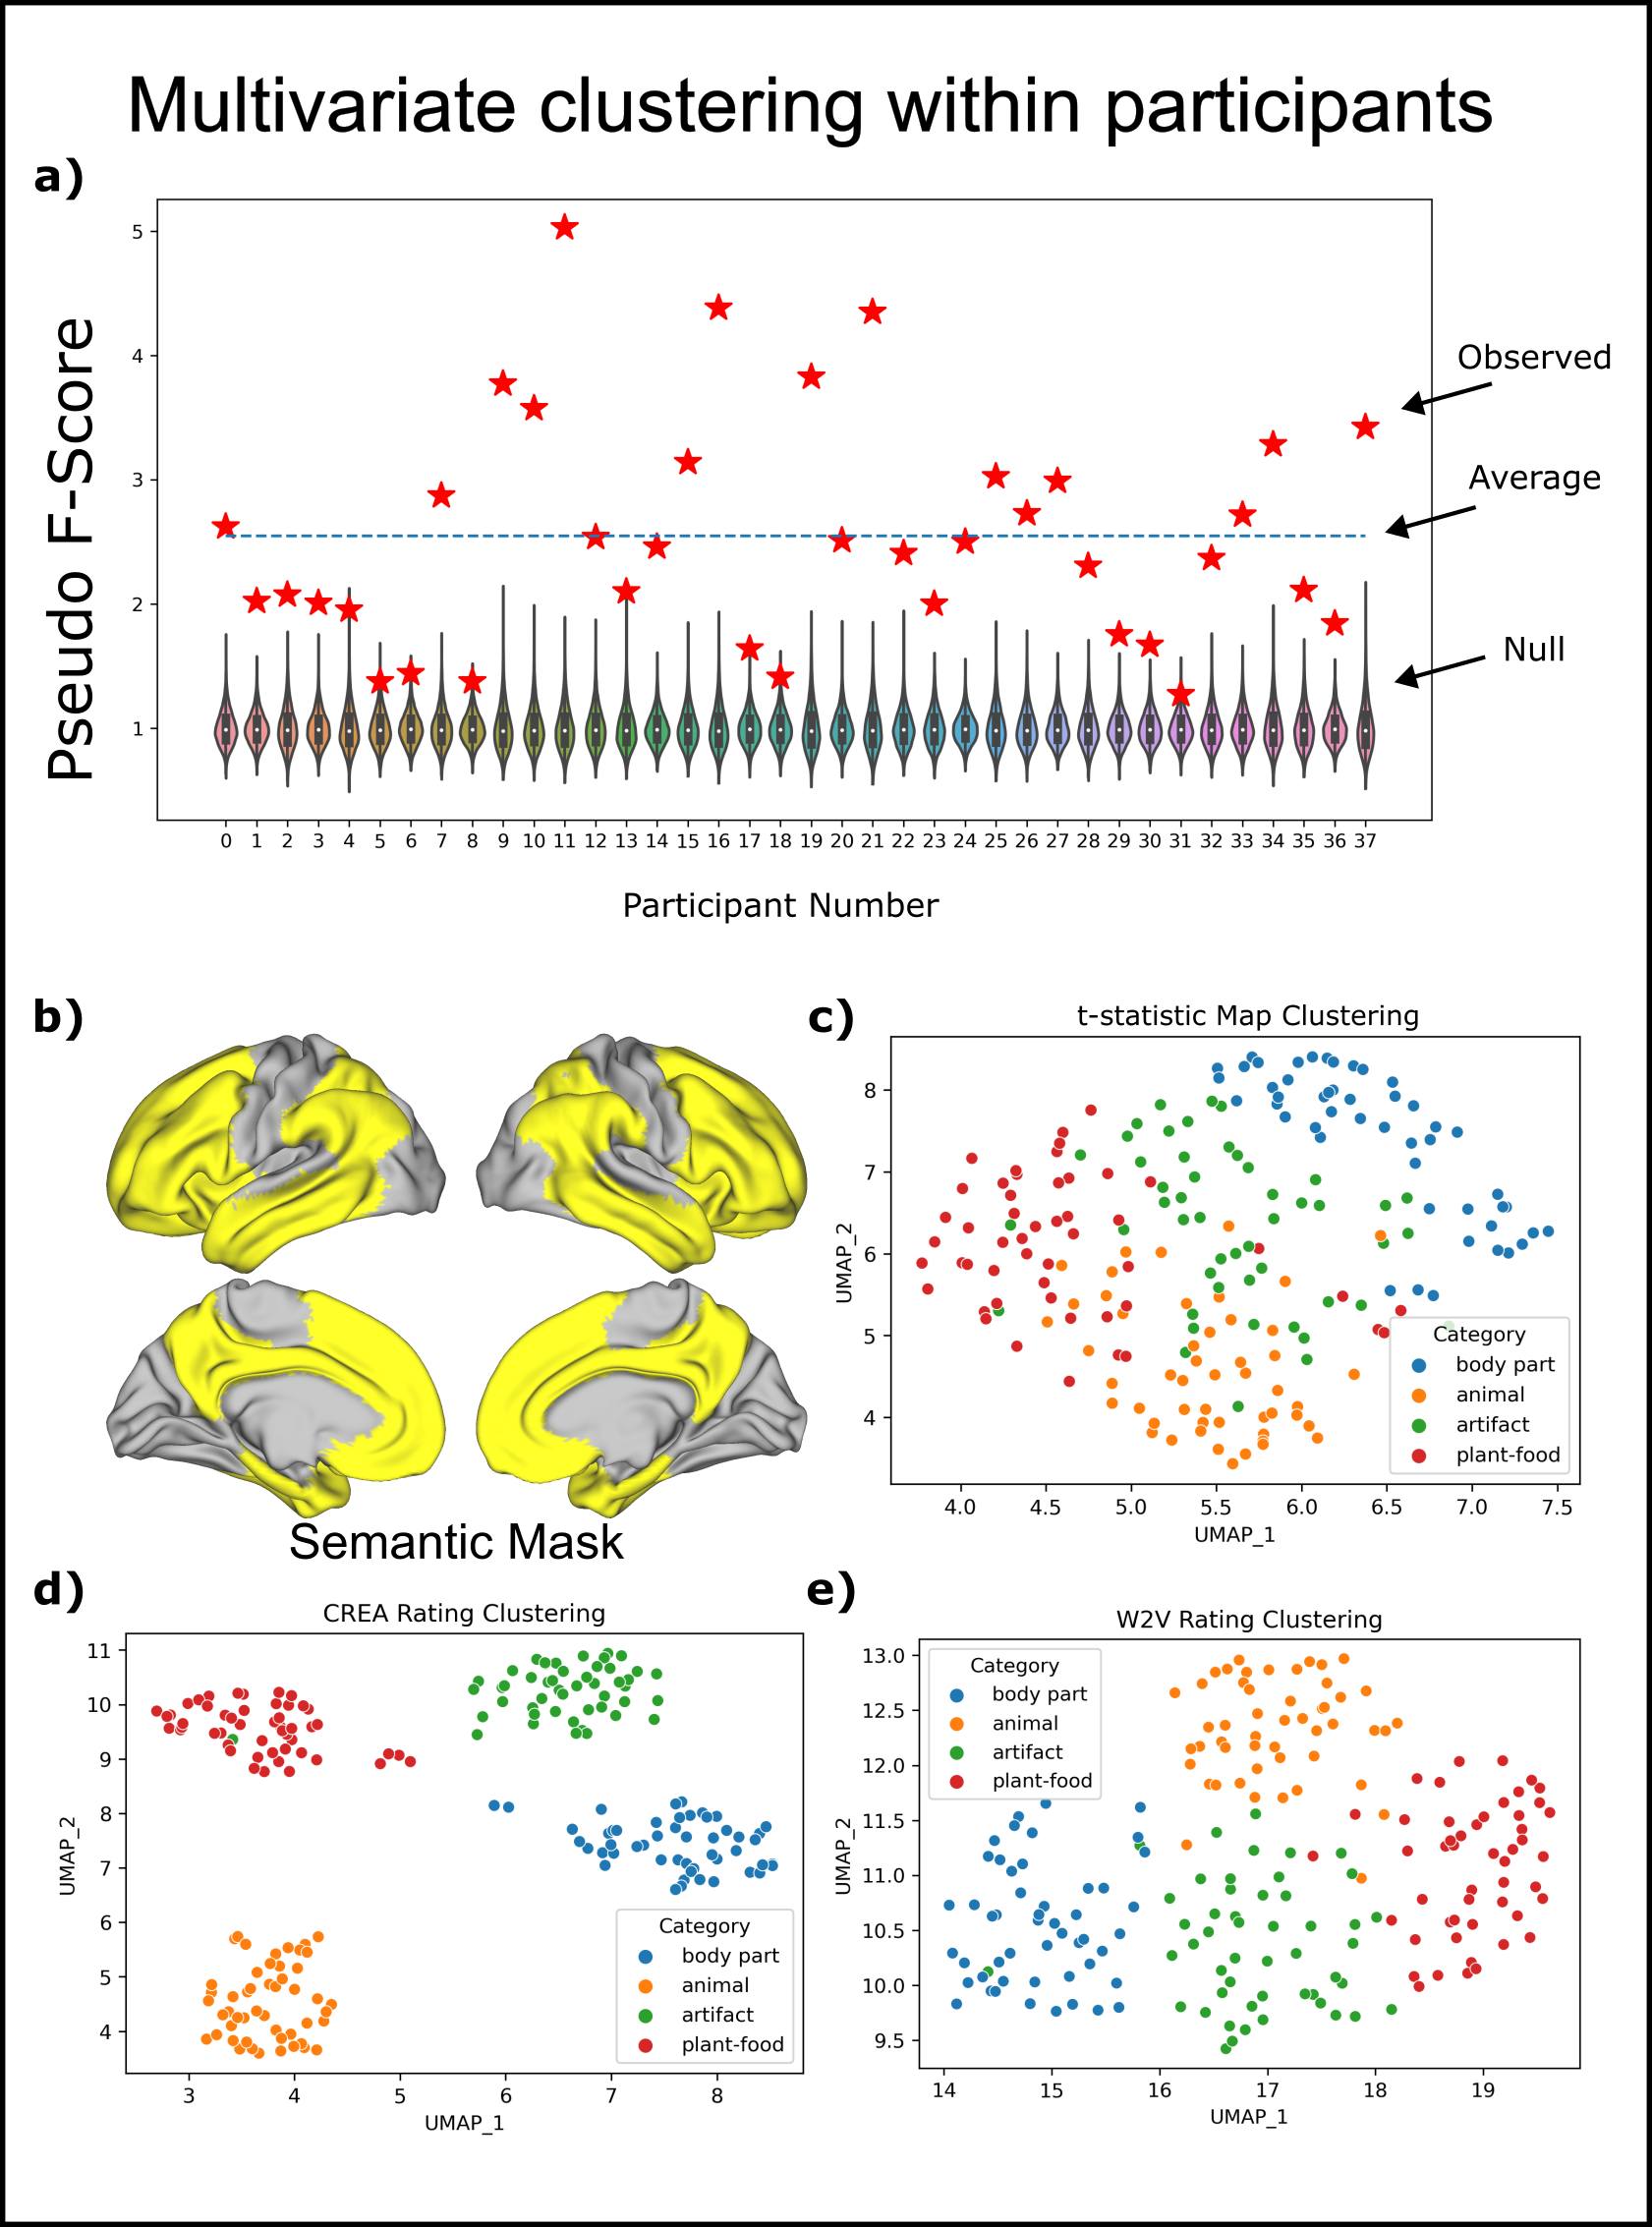 Multivariate clustering within participants
a)
Pseudo F-Score
5
4
3
2
1
0 1 2 3 4 5 6 7 8 9 10 11 12 13 14 15 16 17 18 19 20 21 22 23 24 25 26 27 28 29 30 31 32 33 34 35 36 37
Participant Number
Observed
Average
Null
b)
Semantic Mask
c)
t-statistic Map Clustering
UMAP_2
8
7
6
5
4
4.0 4.5 5.0 5.5 6.0 6.5 7.0 7.5
UMAP_1
Category
body part
animal
artifact
plant-food
d)
CREA Rating Clustering
UMAP_2
11
10
9
8
7
6
5
4
3 4 5 6 7 8
UMAP_1
Category
body part
animal
artifact
plant-food
e)
W2V Rating Clustering
UMAP_2
13.0
12.5
12.0
11.5
11.0
10.5
10.0
9.5
14 15 16 17 18 19
UMAP_1
Category
body part
animal
artifact
plant-food